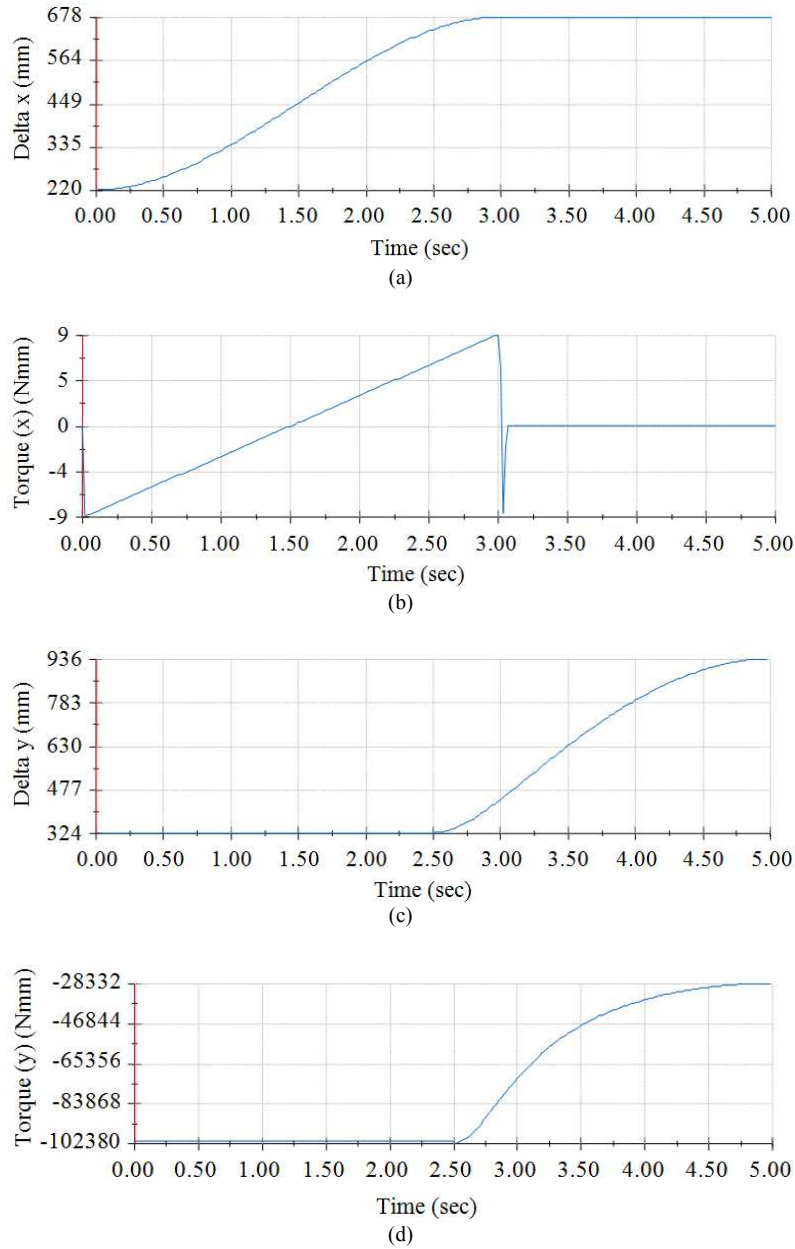 678
564
449
335
220
Delta x (mm)
0.00 0.50 1.00 1.50 2.00 2.50 3.00 3.50 4.00 4.50 5.00
Time (sec)
(a)
9
5
0
-4
-9
Torque (x) (Nmm)
0.00 0.50 1.00 1.50 2.00 2.50 3.00 3.50 4.00 4.50 5.00
Time (sec)
(b)
936
783
630
477
324
Delta y (mm)
0.00 0.50 1.00 1.50 2.00 2.50 3.00 3.50 4.00 4.50 5.00
Time (sec)
(c)
-28332
-46844
-65356
-83868
-102380
Torque (y) (Nmm)
0.00 0.50 1.00 1.50 2.00 2.50 3.00 3.50 4.00 4.50 5.00
Time (sec)
(d)